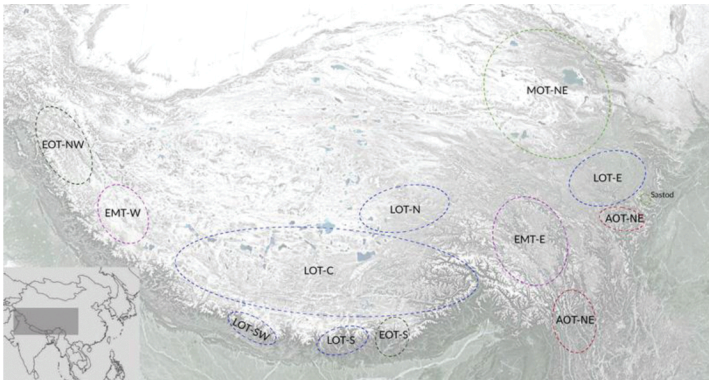 MOT-NE
EOT-NW
LOT-E
Sastod
EMT-W
LOT-N
AOT-NE
EMT-E
LOT-C
LOT-SW
LOT-S
EOT-S
AOT-NE